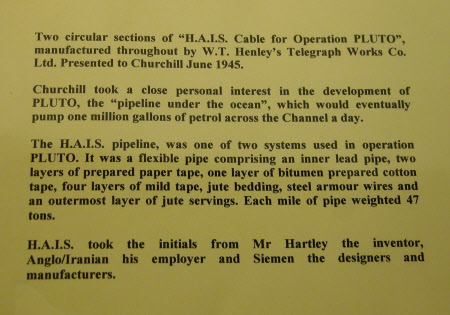 Two circular sections of “H.A.I.S. Cable for Operation PLUTO”,
manufactured throughout by W.T. Henley’s Telegraph Works Co.
Ltd. Presented to Churchill June 1945.
Churchill took a close personal interest in the development of
PLUTO, the “pipeline under the ocean”, which would eventually
pump one million gallons of petrol across the Channel a day.
The H.A.I.S. pipeline, was one of two systems used in operation
PLUTO. It was a flexible pipe comprising an inner lead pipe, two
layers of prepared paper tape, one layer of bitumen prepared cotton
tape, four layers of mild tape, jute bedding, steel armour wires and
an outermost layer of jute servings. Each mile of pipe weighted 47
tons.
H.A.I.S. took the initials from Mr Hartley the inventor,
Anglo/Iranian his employer and Siemen the designers and
manufacturers.